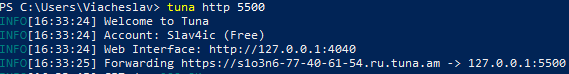 PS C:\Users\Viacheslav> tuna http 5500
INFO[16:33:24] Welcome to Tuna
INFO[16:33:24] Account: Slav4ic (Free)
INFO[16:33:24] Web Interface: http://127.0.0.1:4040
INFO[16:33:25] Forwarding https://s1o3n6-77-40-61-54.ru.tuna.am -> 127.0.0.1:5500